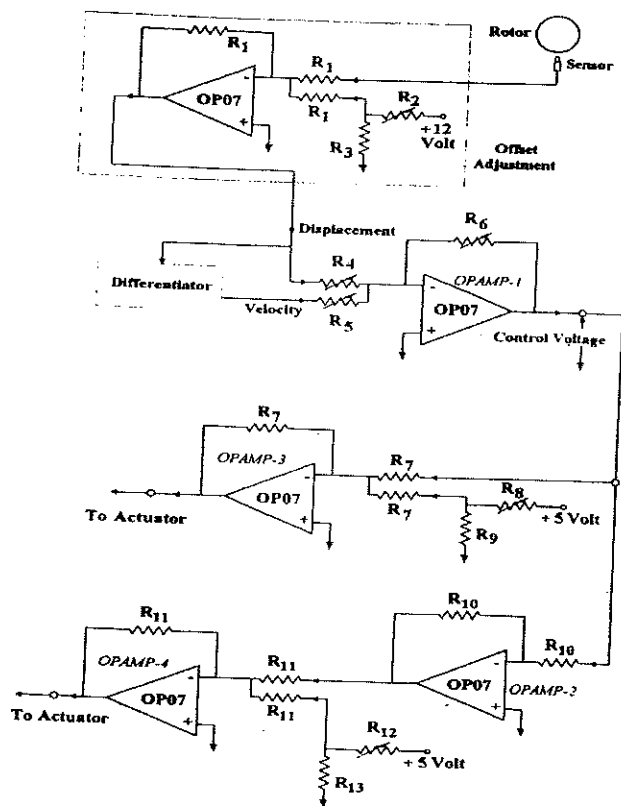 R1
Rotor
Sensor
R1
OP07
R1
R2
+12 Volt
R3
Offset Adjustment
Displacement
R6
R4
OPAMP-1
Differentiator
OP07
Velocity
R5
Control Voltage
R7
OPAMP-3
R7
OP07
R7
R8
+ 5 Volt
To Actuator
R9
R11
R10
R10
OPAMP-4
R11
OP07
OPAMP-2
OP07
R11
To Actuator
R12
+ 5 Volt
R13
- + - + - + - + - +